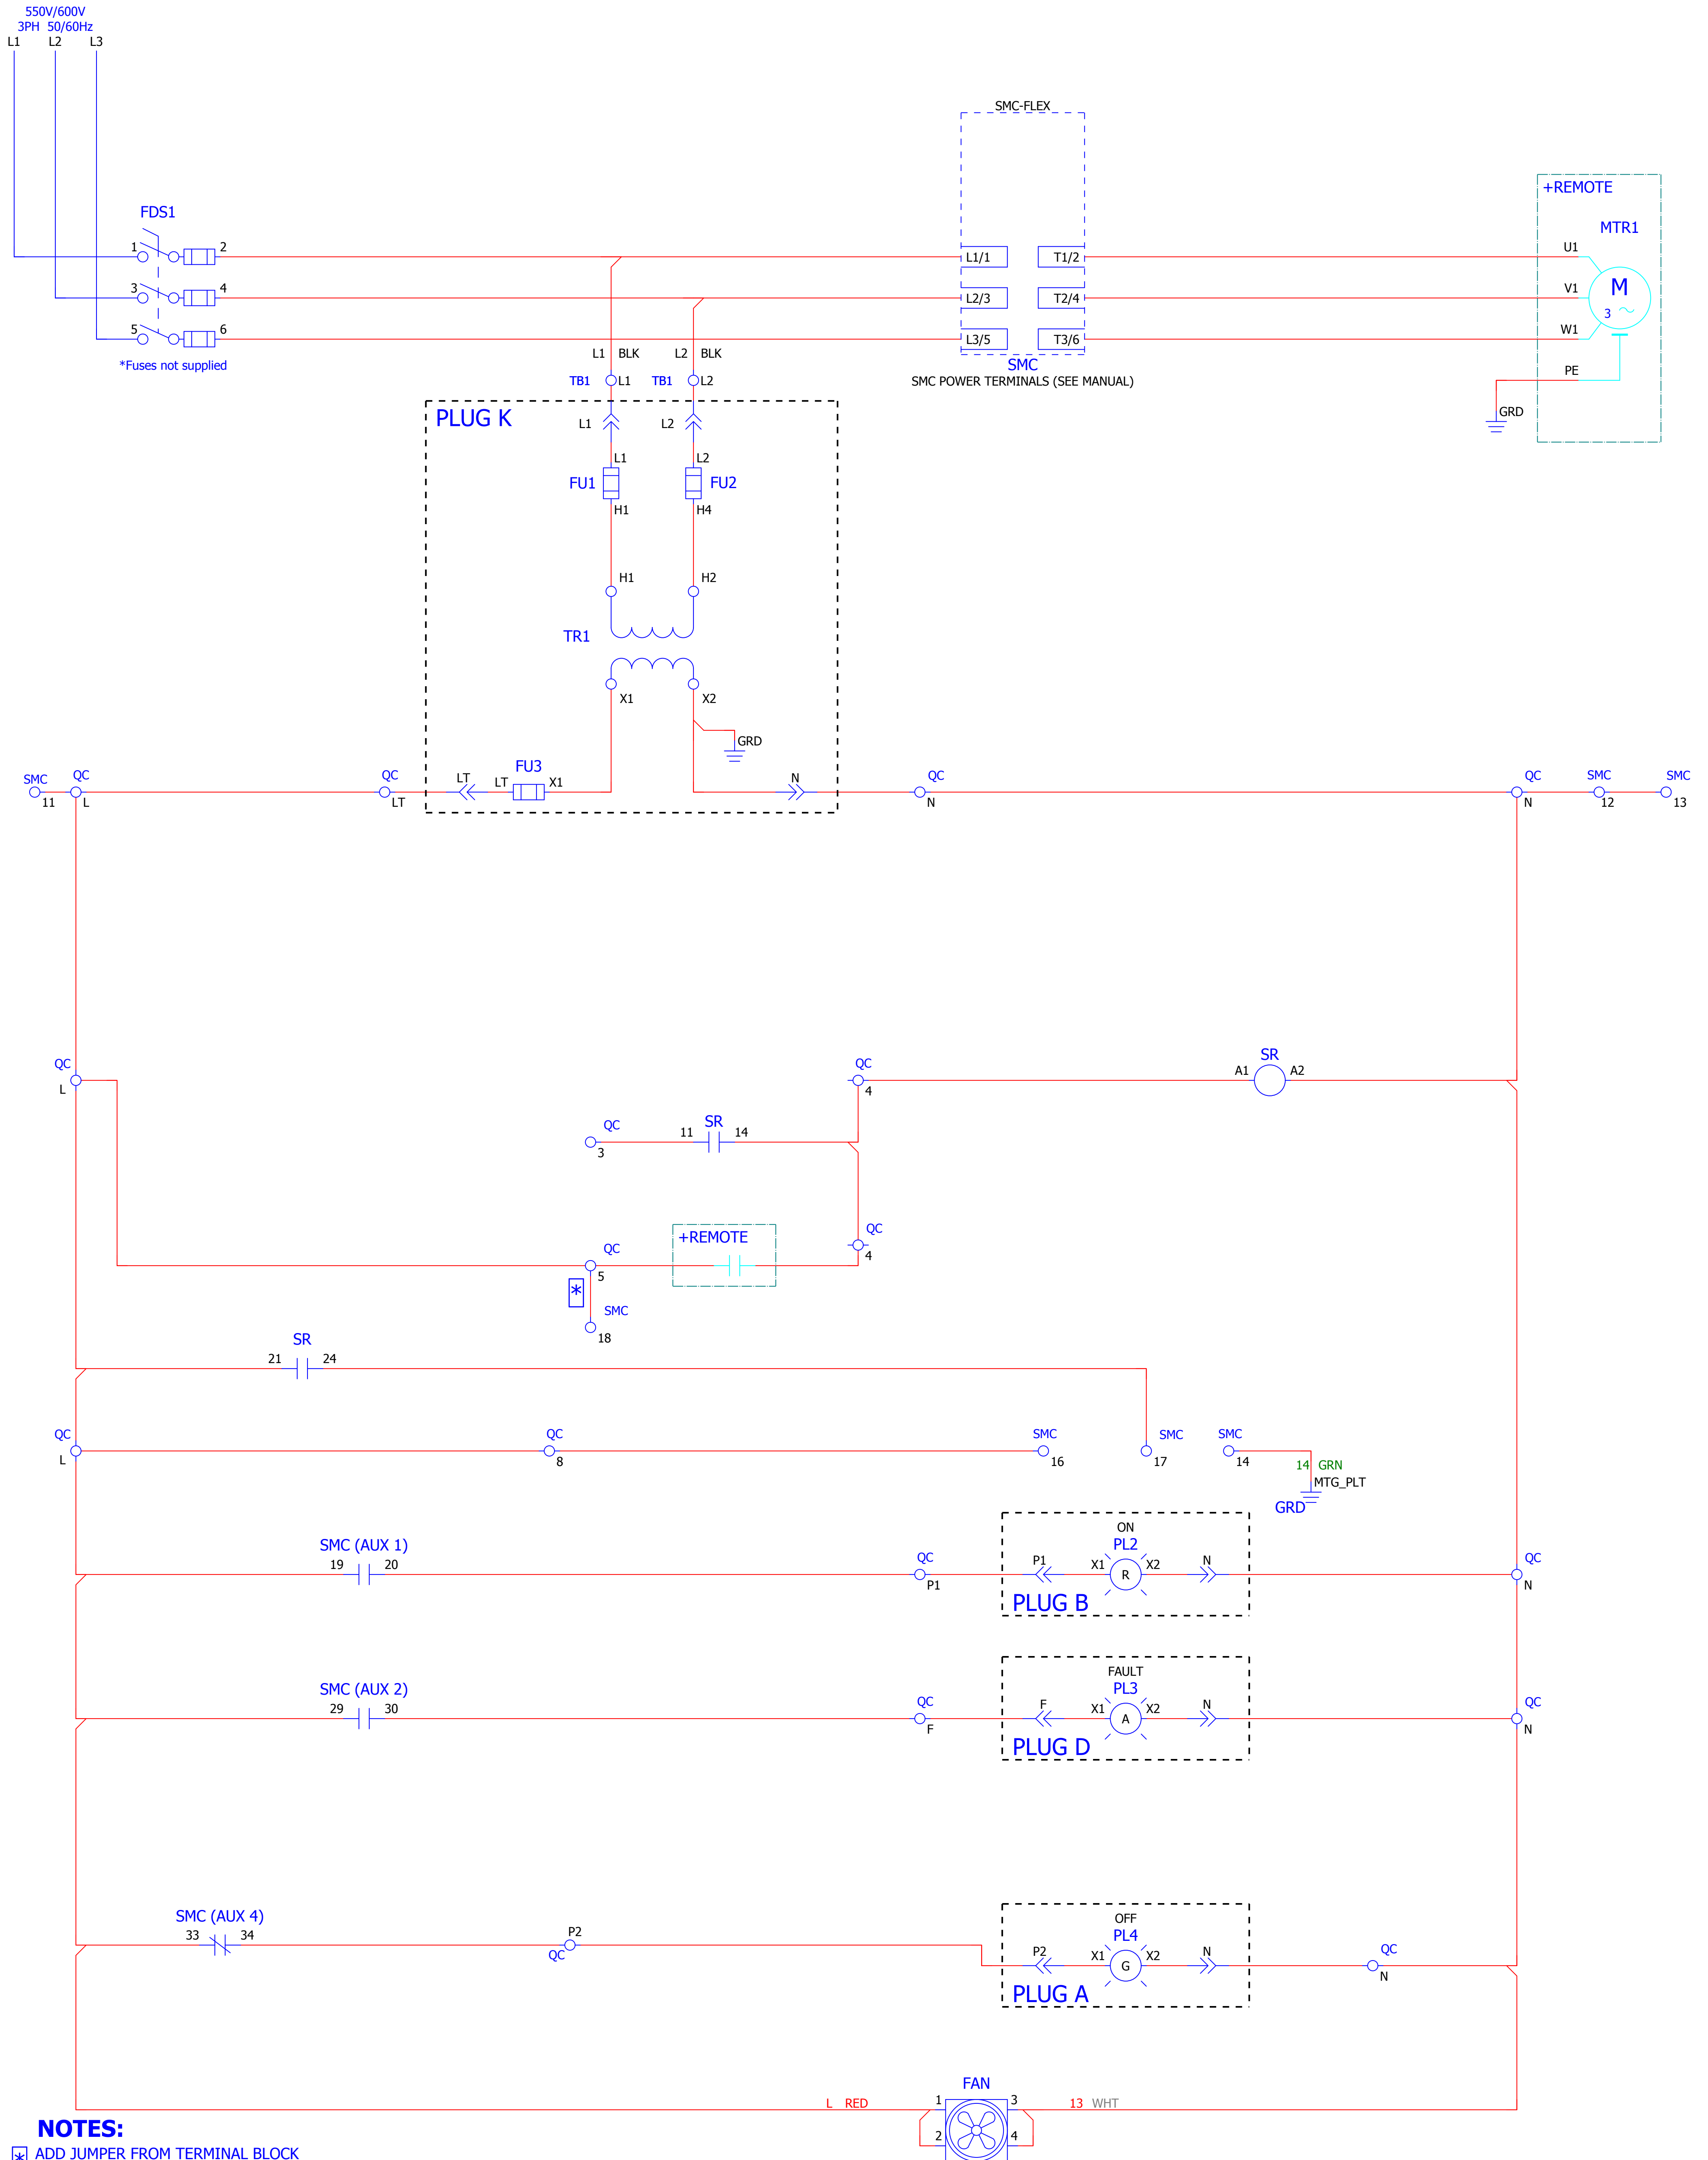 550V/600V
3PH 50/60Hz
L1 L2 L3
SMC-FLEX
+REMOTE
MTR1
FDS1
1 2
3 4
5 6
*Fuses not supplied
L1/1 T1/2
L2/3 T2/4
L3/5 T3/6
SMC
SMC POWER TERMINALS (SEE MANUAL)
U1
V1
W1
PE
M
3
GRD
L1 BLK L2 BLK
TB1 L1 TB1 L2
PLUG K
L1 L2
L1 L2
FU1 FU2
H1 H4
H1 H2
TR1
X1 X2
GRD
SMC QC QC LT LT FU3 X1 N QC QC SMC SMC
11 L LT N N 12 13
QC QC SR
L 4 A1 A2
QC SR
3 11 14
+REMOTE
QC QC
5 4
*
SMC
18
SR
21 24
QC QC SMC SMC SMC
L 8 16 17 14
14 GRN
MTG_PLT
GRD
SMC (AUX 1)
19 20
QC
P1
ON
PL2
P1 X1 R X2 N
PLUG B
QC
N
SMC (AUX 2)
29 30
QC
F
FAULT
PL3
F X1 A X2 N
PLUG D
QC
N
SMC (AUX 4)
33 34
P2
QC
OFF
PL4
P2 X1 G X2 N
PLUG A
QC
N
FAN
L RED 1 3 13 WHT
2 4
NOTES:
* ADD JUMPER FROM TERMINAL BLOCK